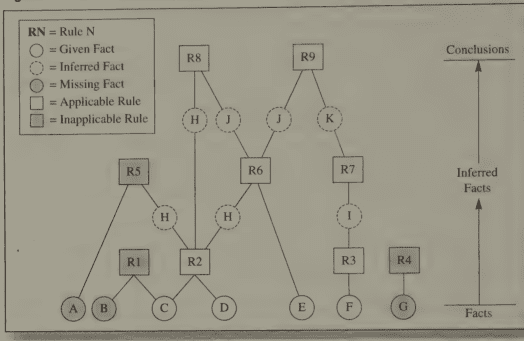 RN = Rule N
= Given Fact
= Inferred Fact
= Missing Fact
= Applicable Rule
= Inapplicable Rule
R8
R9
Conclusions
H
J
J
K
R5
R6
R7
Inferred
Facts
H
H
I
R1
R2
R3
R4
A
B
C
D
E
F
G
Facts